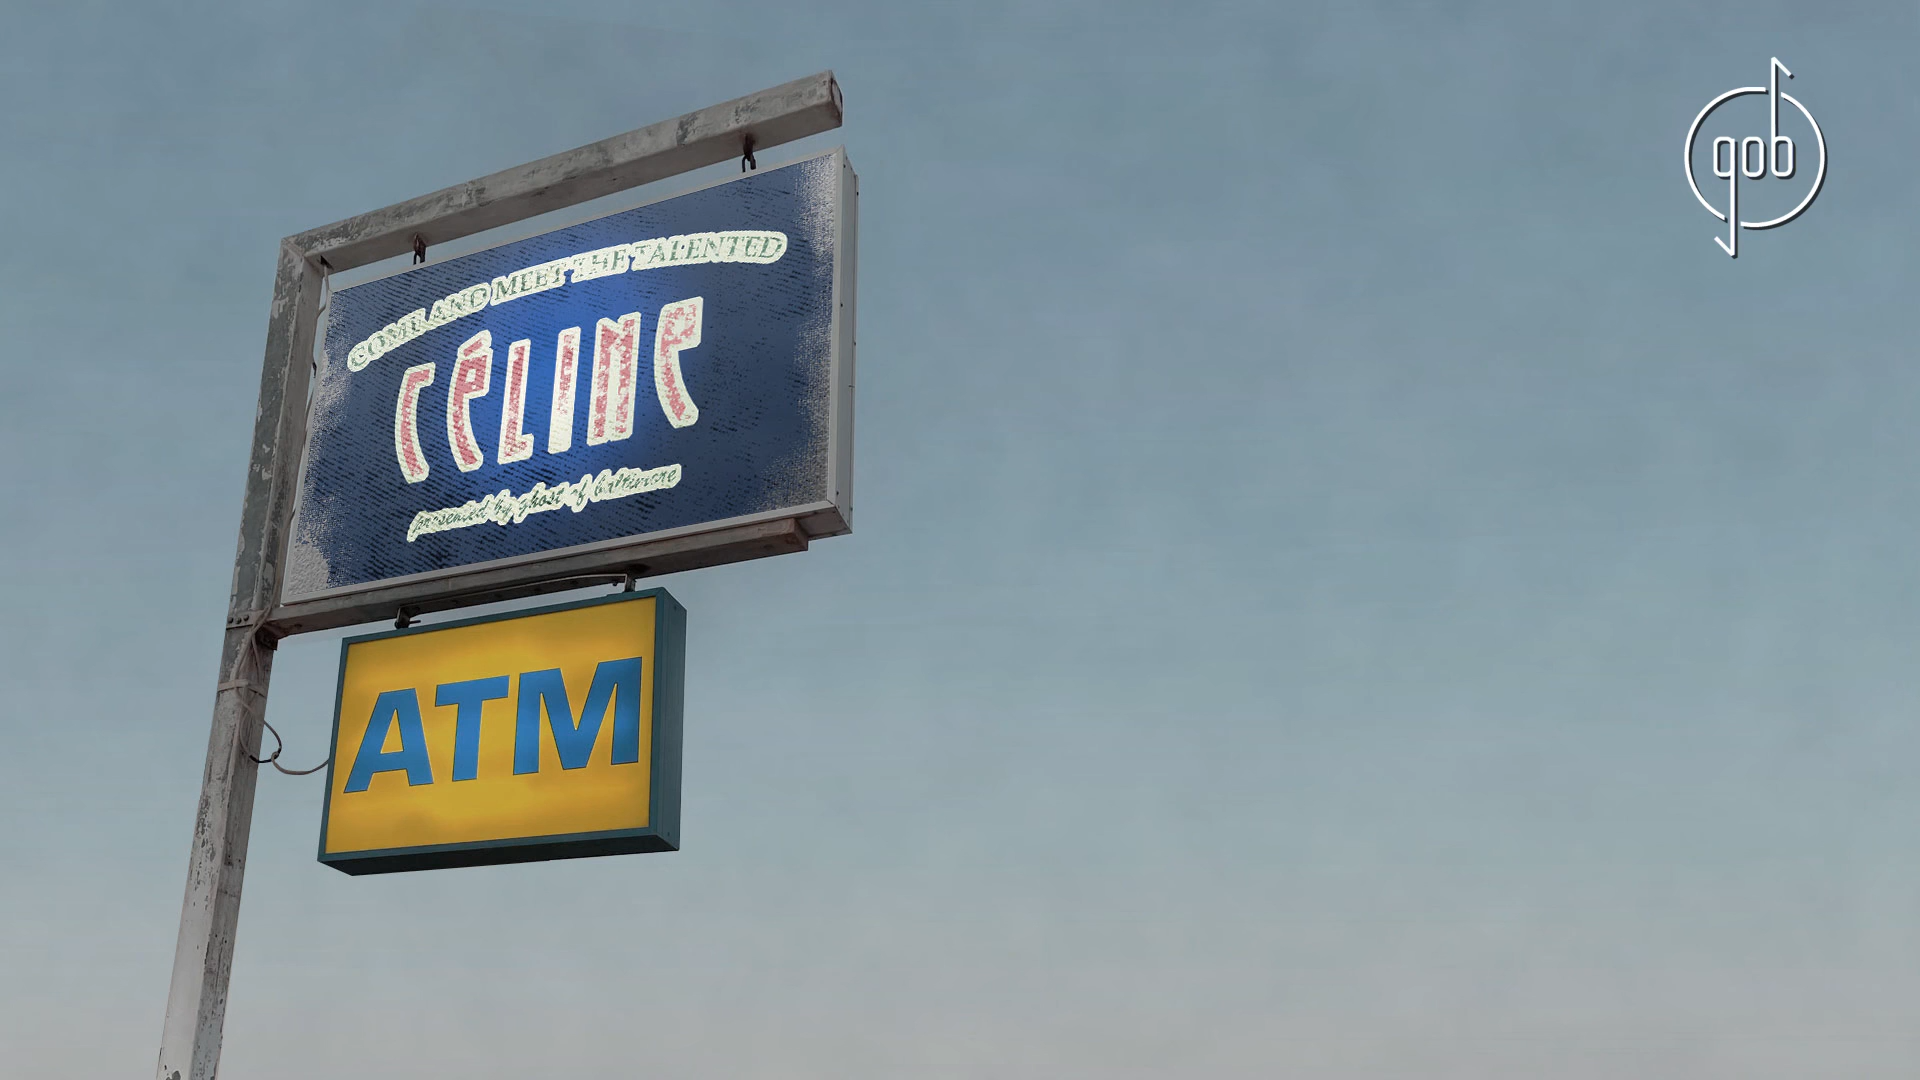 COME AND MEET THE TALENTED
CÉLINE
presented by ghost of baltimore
ATM
gob